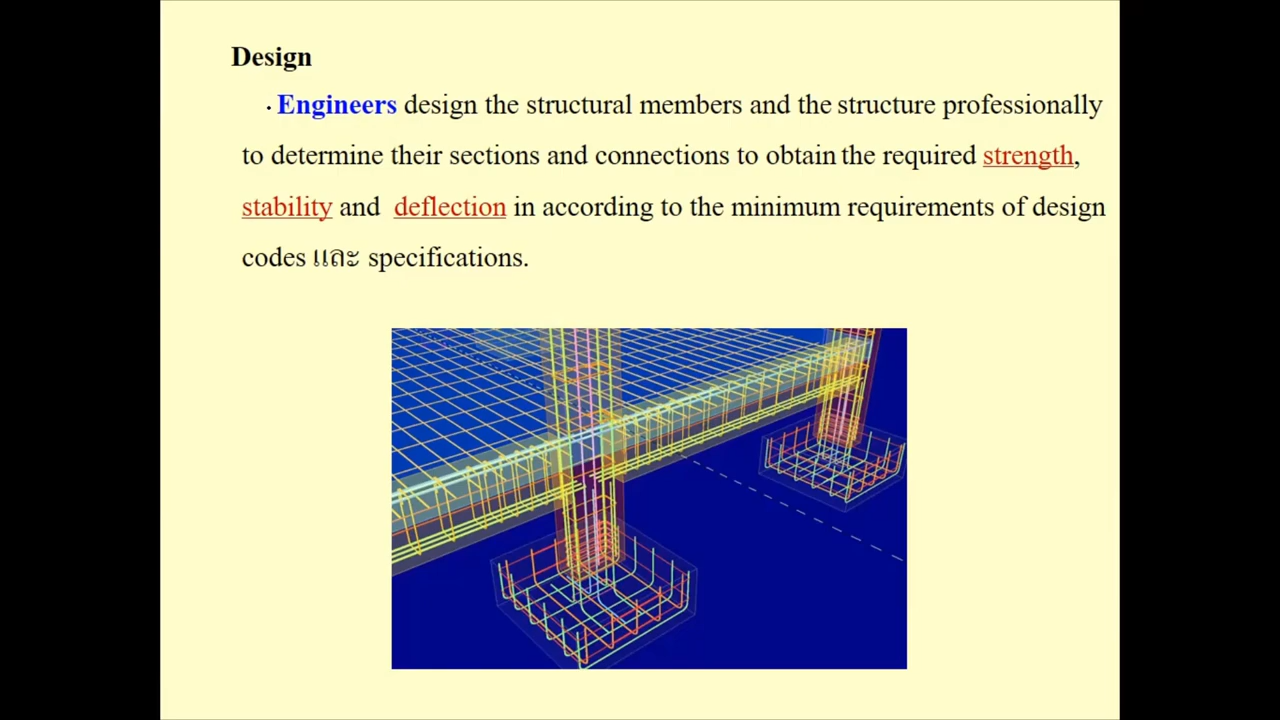 Design
· Engineers design the structural members and the structure professionally
to determine their sections and connections to obtain the required strength,
stability and deflection in according to the minimum requirements of design
codes และ specifications.